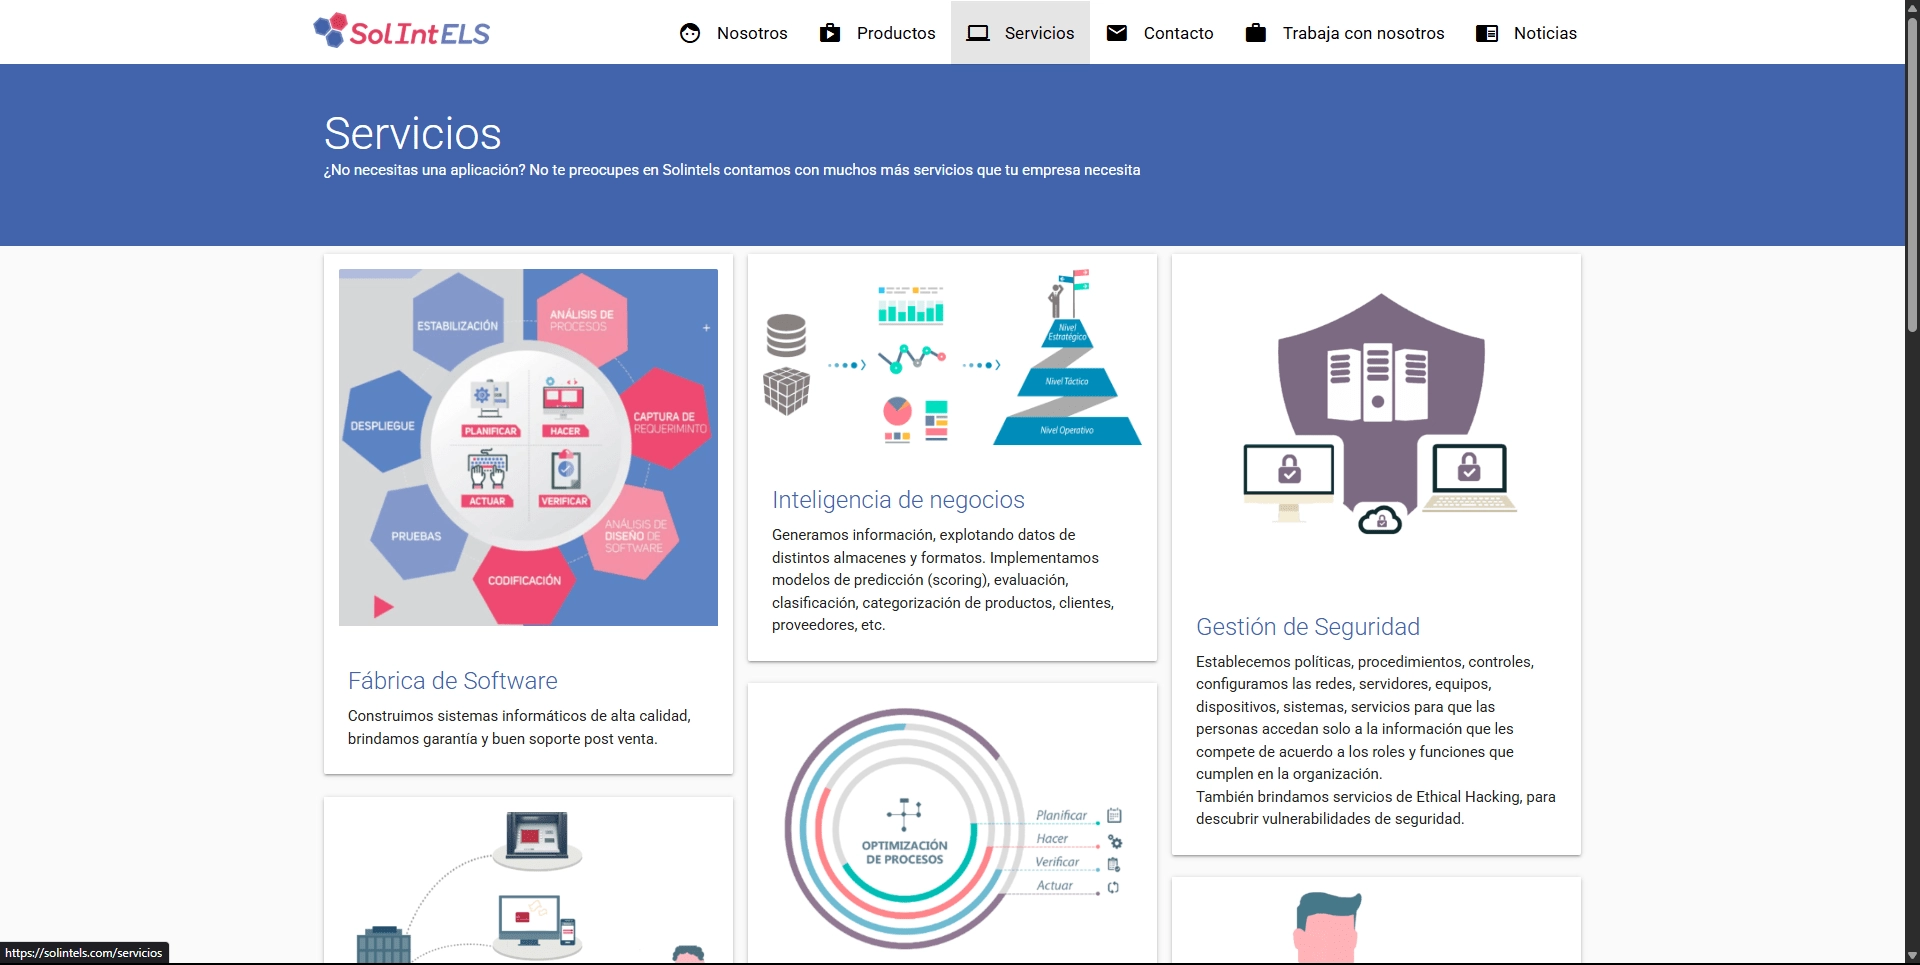 SolIntELS
Nosotros
Productos
Servicios
Contacto
Trabaja con nosotros
Noticias
Servicios
¿No necesitas una aplicación? No te preocupes en Solintels contamos con muchos más servicios que tu empresa necesita
ESTABILIZACIÓN
ANÁLISIS DE
PROCESOS
CAPTURA DE
REQUERIMINTO
DESPLIEGUE
PLANIFICAR
HACER
ACTUAR
VERIFICAR
PRUEBAS
ANÁLISIS DE
DISEÑO DE
SOFTWARE
CODIFICACIÓN
Fábrica de Software
Construimos sistemas informáticos de alta calidad,
brindamos garantía y buen soporte post venta.
Nivel
Estratégico
Nivel Táctico
Nivel Operativo
Inteligencia de negocios
Generamos información, explotando datos de
distintos almacenes y formatos. Implementamos
modelos de predicción (scoring), evaluación,
clasificación, categorización de productos, clientes,
proveedores, etc.
OPTIMIZACIÓN
DE PROCESOS
Planificar
Hacer
Verificar
Actuar
Gestión de Seguridad
Establecemos políticas, procedimientos, controles,
configuramos las redes, servidores, equipos,
dispositivos, sistemas, servicios para que las
personas accedan solo a la información que les
compete de acuerdo a los roles y funciones que
cumplen en la organización.
También brindamos servicios de Ethical Hacking, para
descubrir vulnerabilidades de seguridad.
https://solintels.com/servicios